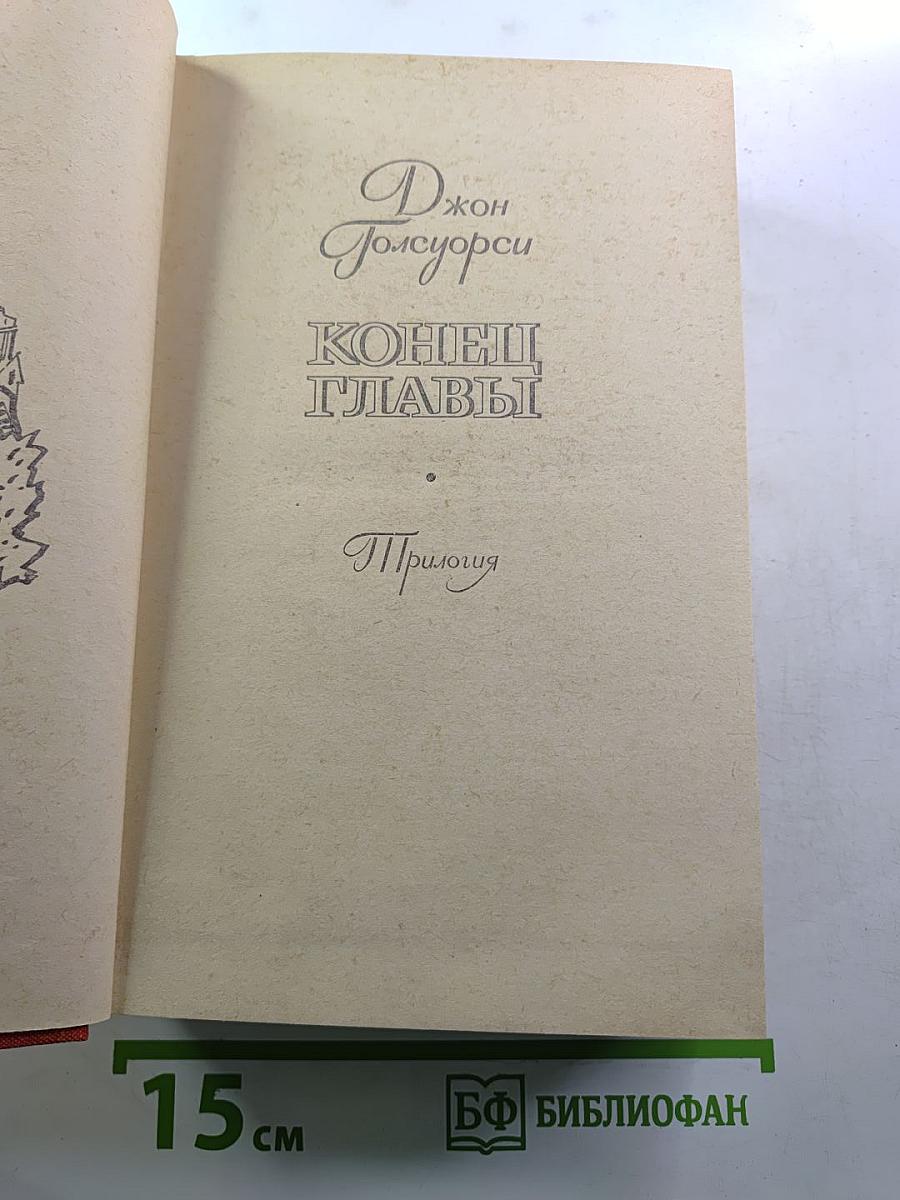 Джон
Голсуорси
КОНЕЦ
ГЛАВЫ
•
Трилогия
15 см
БФ БИБЛИОФАН